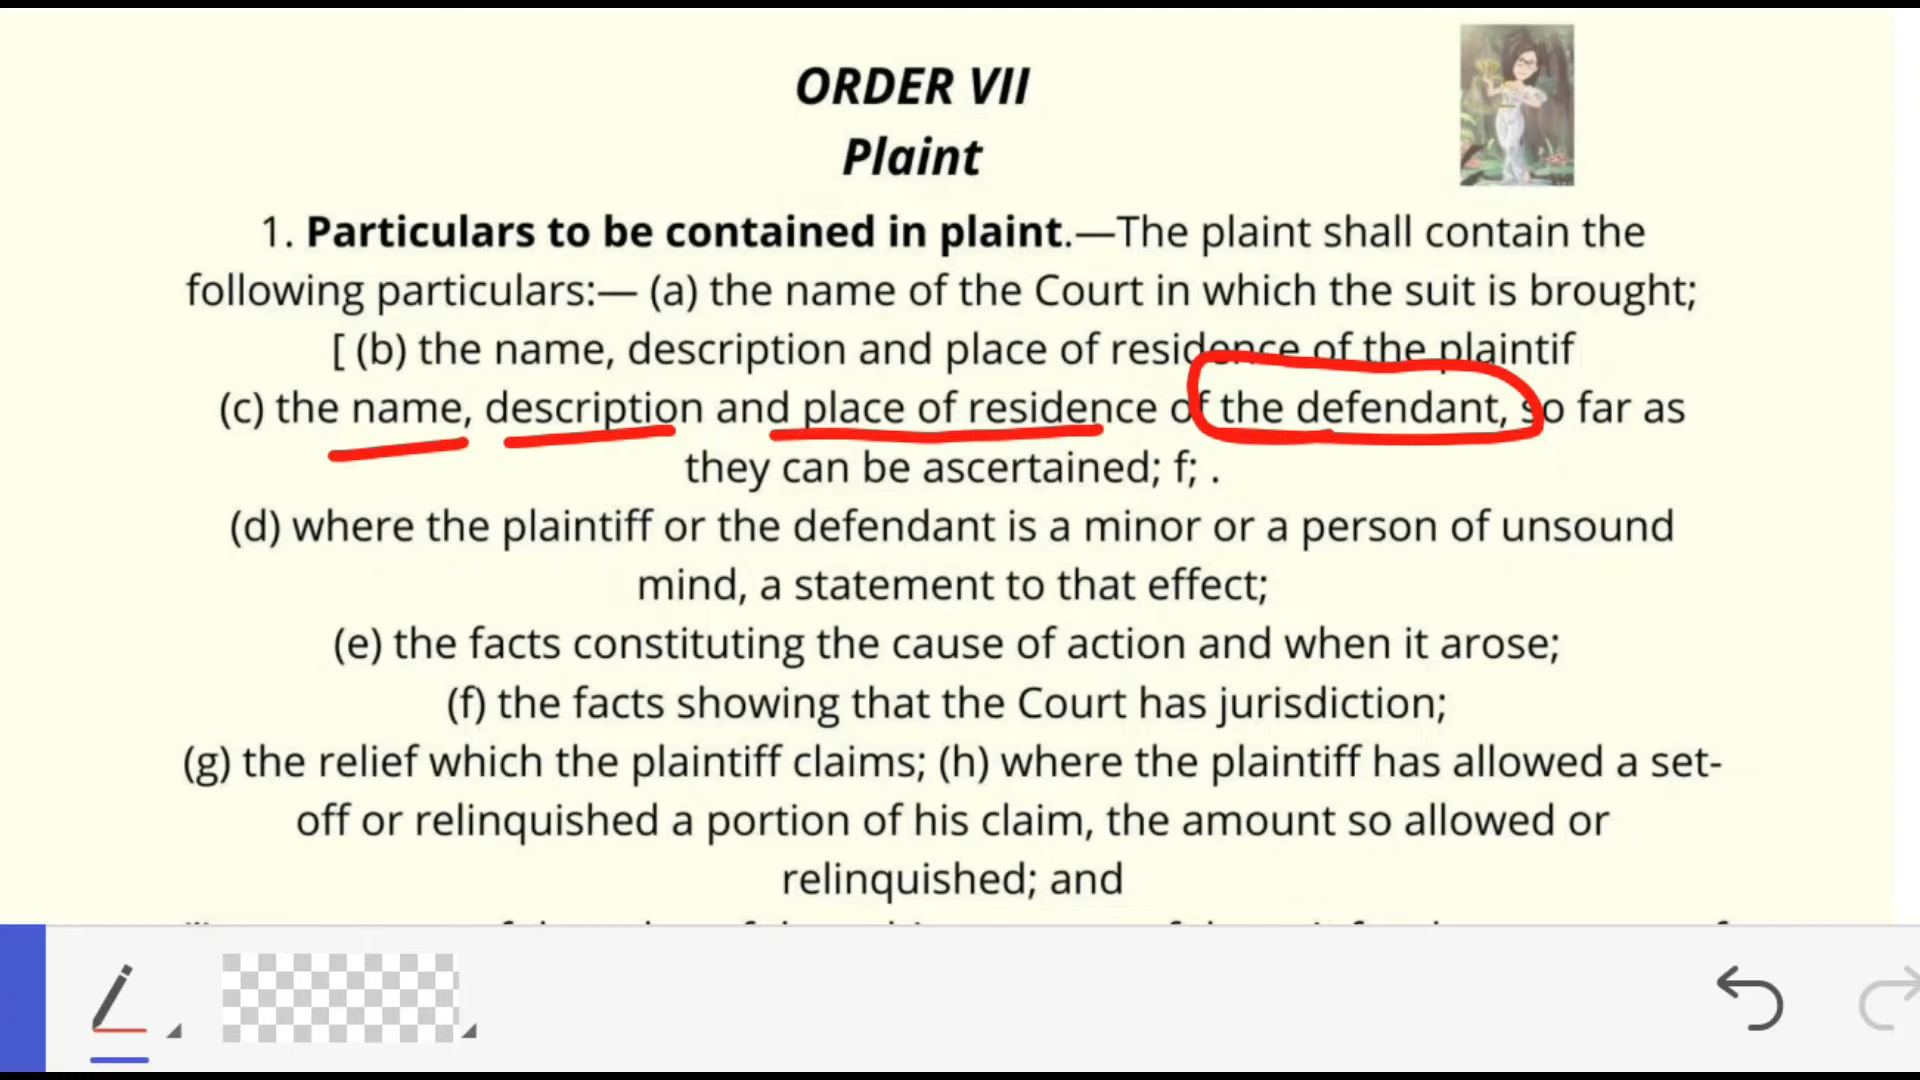 ORDER VII
Plaint
1. Particulars to be contained in plaint.—The plaint shall contain the
following particulars:— (a) the name of the Court in which the suit is brought;
[ (b) the name, description and place of residence of the plaintif
(c) the name, description and place of residence of the defendant, so far as
they can be ascertained; f; .
(d) where the plaintiff or the defendant is a minor or a person of unsound
mind, a statement to that effect;
(e) the facts constituting the cause of action and when it arose;
(f) the facts showing that the Court has jurisdiction;
(g) the relief which the plaintiff claims; (h) where the plaintiff has allowed a set-
off or relinquished a portion of his claim, the amount so allowed or
relinquished; and